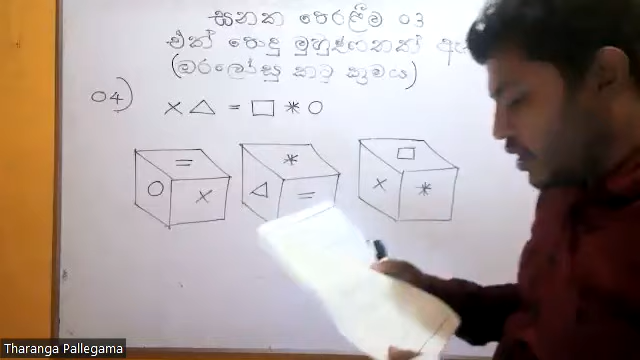 ඝනක පෙරළීම 03
එක් පොදු මුහුණතක් ඇ
(ඔරලෝසු කටු ක්‍රමය)
04) × △ = □ * ○
= * □
○ × △ = × *
Tharanga Pallegama